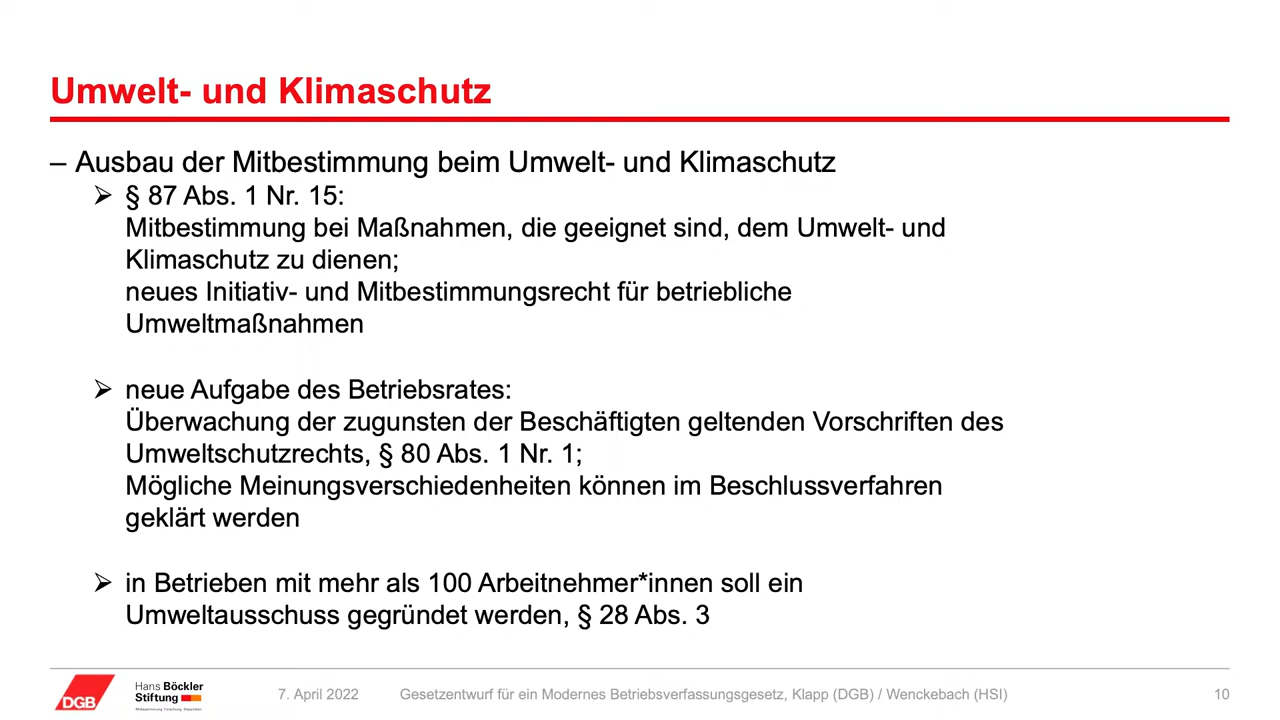 Umwelt- und Klimaschutz
– Ausbau der Mitbestimmung beim Umwelt- und Klimaschutz
➢ § 87 Abs. 1 Nr. 15:
Mitbestimmung bei Maßnahmen, die geeignet sind, dem Umwelt- und
Klimaschutz zu dienen;
neues Initiativ- und Mitbestimmungsrecht für betriebliche
Umweltmaßnahmen
➢ neue Aufgabe des Betriebsrates:
Überwachung der zugunsten der Beschäftigten geltenden Vorschriften des
Umweltschutzrechts, § 80 Abs. 1 Nr. 1;
Mögliche Meinungsverschiedenheiten können im Beschlussverfahren
geklärt werden
➢ in Betrieben mit mehr als 100 Arbeitnehmer*innen soll ein
Umweltausschuss gegründet werden, § 28 Abs. 3
DGB
Hans Böckler
Stiftung
Mitbestimmung. Forschung. Stipendien.
7. April 2022
Gesetzentwurf für ein Modernes Betriebsverfassungsgesetz, Klapp (DGB) / Wenckebach (HSI)
10